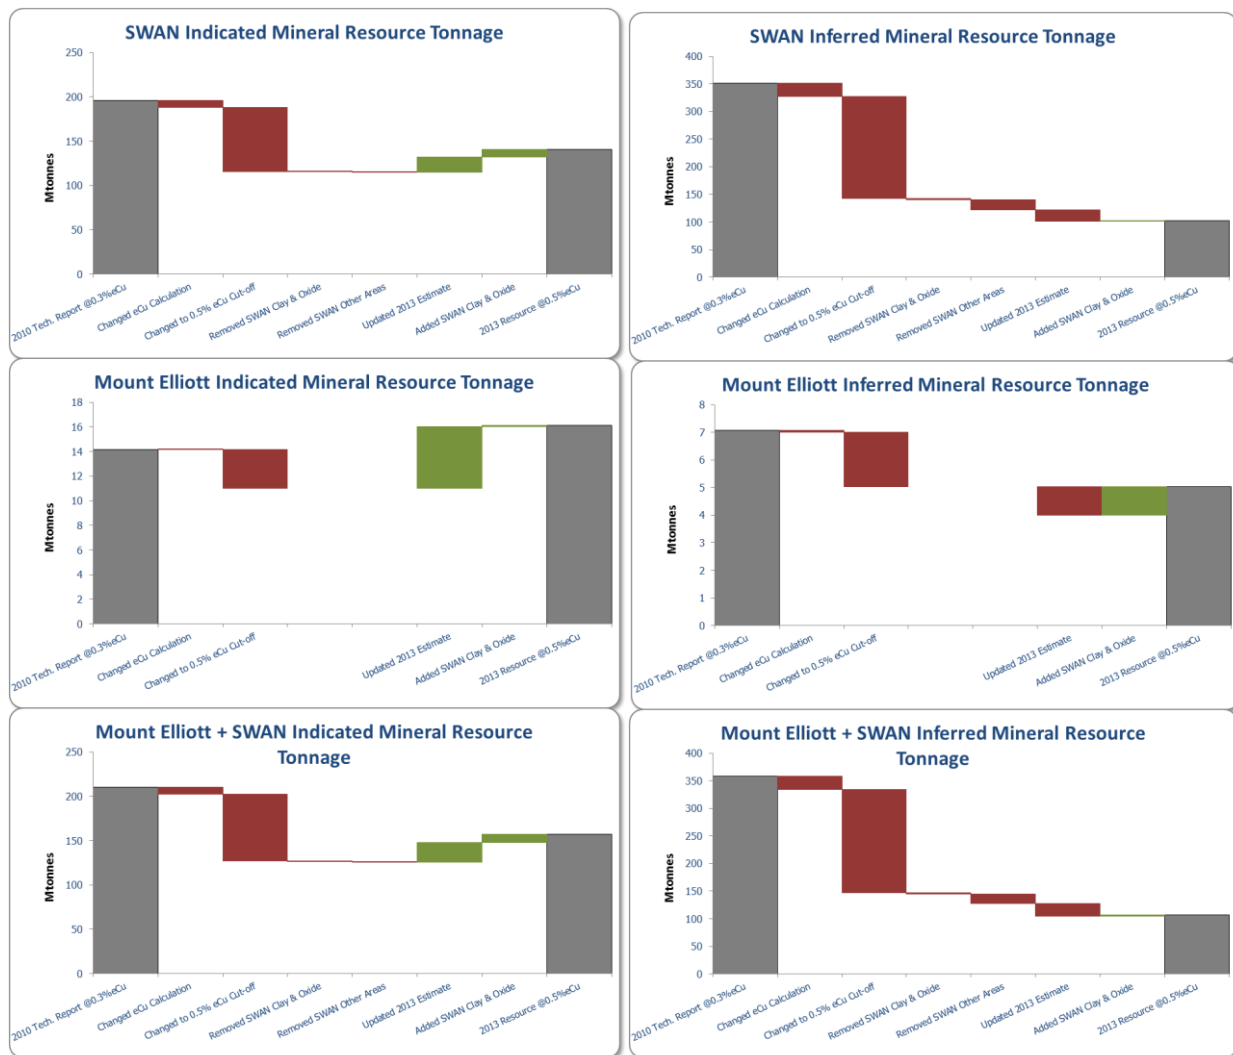 SWAN Indicated Mineral Resource Tonnage
250
200
150
100
50
0
Mtonnes
2010 Tech. Report @0.3%eCu
Changed eCu Calculation
Changed to 0.5% eCu Cut-off
Removed SWAN Clay & Oxide
Removed SWAN Other Areas
Updated 2013 Estimate
Added SWAN Clay & Oxide
2013 Resource @0.5%eCu
SWAN Inferred Mineral Resource Tonnage
400
350
300
250
200
150
100
50
0
Mtonnes
2010 Tech. Report @0.3%eCu
Changed eCu Calculation
Changed to 0.5% eCu Cut-off
Removed SWAN Clay & Oxide
Removed SWAN Other Areas
Updated 2013 Estimate
Added SWAN Clay & Oxide
2013 Resource @0.5%eCu
Mount Elliott Indicated Mineral Resource Tonnage
18
16
14
12
10
8
6
4
2
0
Mtonnes
2010 Tech. Report @0.3%eCu
Changed eCu Calculation
Changed to 0.5% eCu Cut-off
Updated 2013 Estimate
Added SWAN Clay & Oxide
2013 Resource @0.5%eCu
Mount Elliott Inferred Mineral Resource Tonnage
8
7
6
5
4
3
2
1
0
Mtonnes
2010 Tech. Report @0.3%eCu
Changed eCu Calculation
Changed to 0.5% eCu Cut-off
Updated 2013 Estimate
Added SWAN Clay & Oxide
2013 Resource @0.5%eCu
Mount Elliott + SWAN Indicated Mineral Resource
Tonnage
250
200
150
100
50
0
Mtonnes
2010 Tech. Report @0.3%eCu
Changed eCu Calculation
Changed to 0.5% eCu Cut-off
Removed SWAN Clay & Oxide
Removed SWAN Other Areas
Updated 2013 Estimate
Added SWAN Clay & Oxide
2013 Resource @0.5%eCu
Mount Elliott + SWAN Inferred Mineral Resource
Tonnage
400
350
300
250
200
150
100
50
0
Mtonnes
2010 Tech. Report @0.3%eCu
Changed eCu Calculation
Changed to 0.5% eCu Cut-off
Removed SWAN Clay & Oxide
Removed SWAN Other Areas
Updated 2013 Estimate
Added SWAN Clay & Oxide
2013 Resource @0.5%eCu